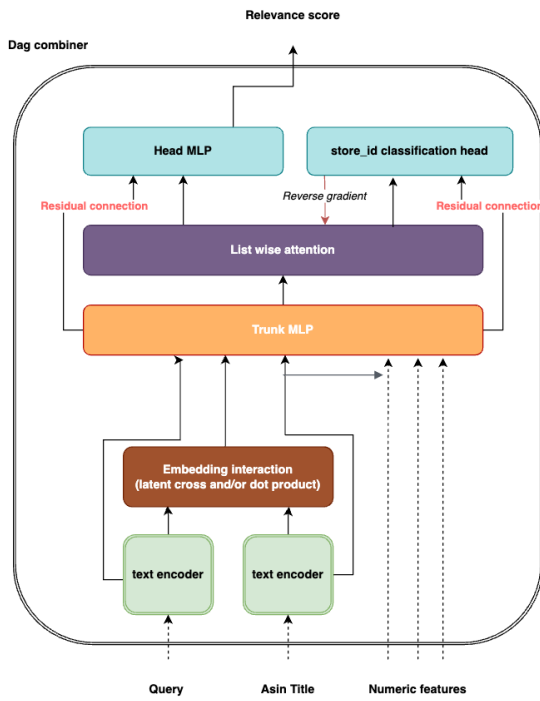 Relevance score
Dag combiner
Head MLP
store_id classification head
Residual connection
Reverse gradient
Residual connection
List wise attention
Trunk MLP
Embedding interaction
(latent cross and/or dot product)
text encoder
text encoder
Query
Asin Title
Numeric features